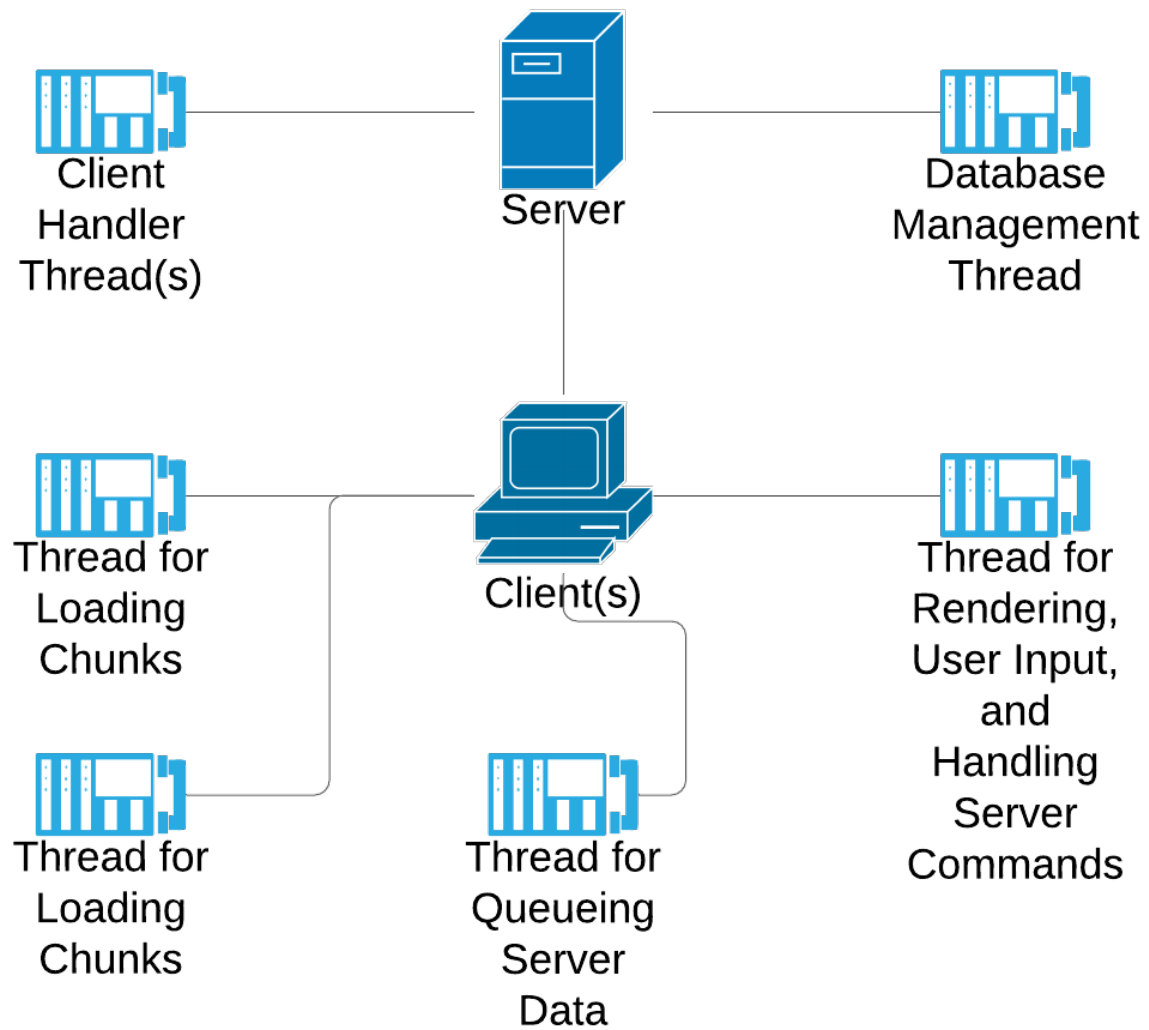 Client
Handler
Thread(s)
Server
Database
Management
Thread
Thread for
Loading
Chunks
Client(s)
Thread for
Rendering,
User Input,
and
Handling
Server
Commands
Thread for
Loading
Chunks
Thread for
Queueing
Server
Data